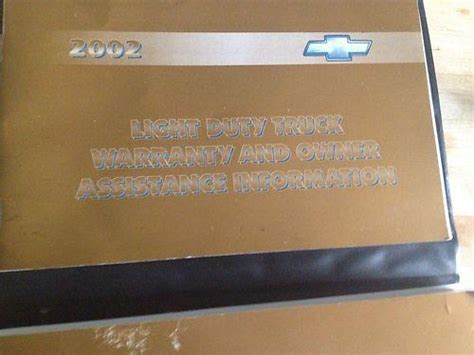 2002
LIGHT DUTY TRUCK
WARRANTY AND OWNER
ASSISTANCE INFORMATION